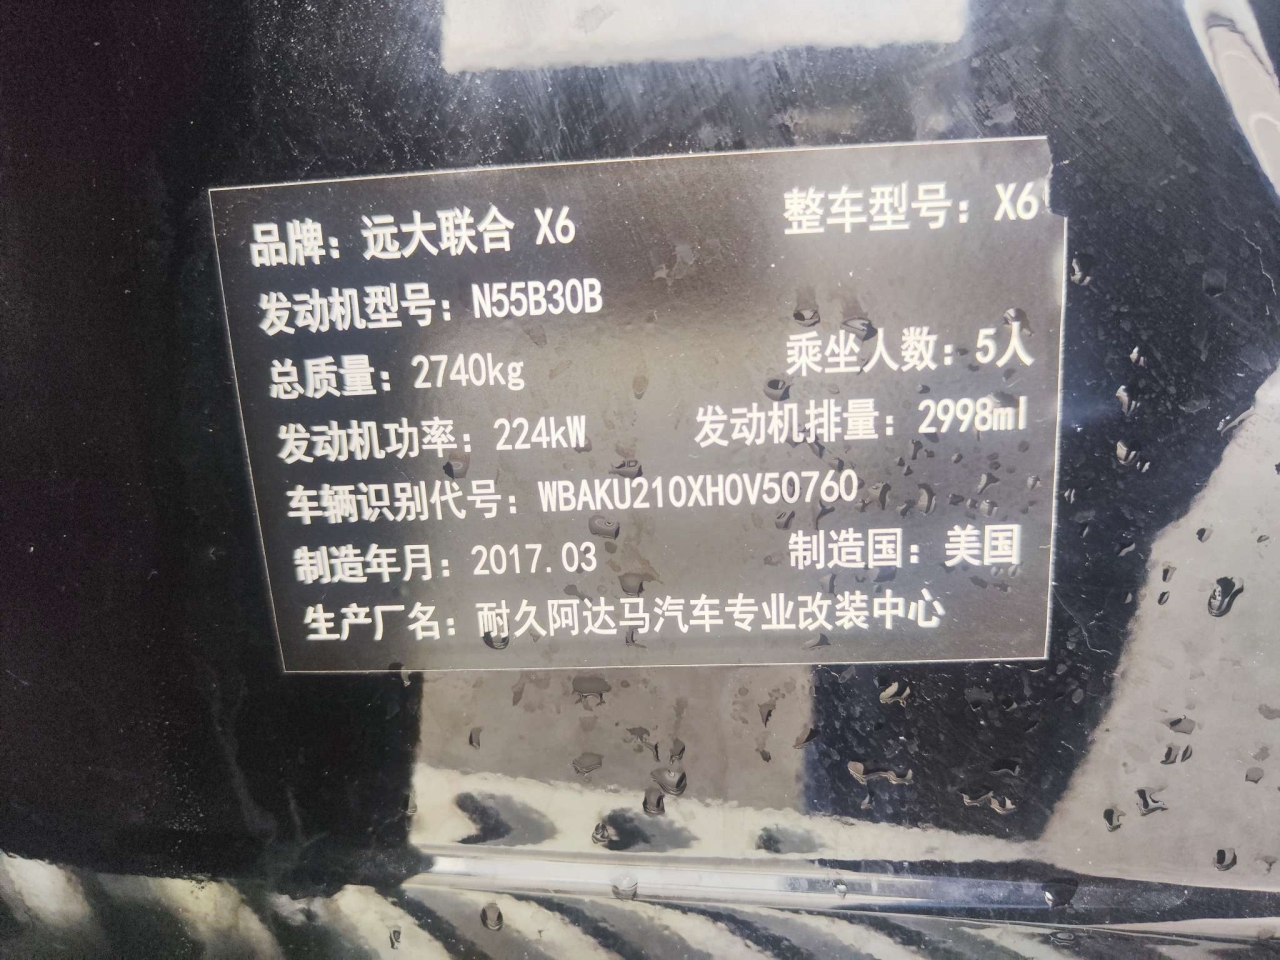 品牌：远大联合 X6 整车型号：X6
发动机型号：N55B30B
总质量：2740kg 乘坐人数：5人
发动机功率：224kW 发动机排量：2998ml
车辆识别代号：WBAKU210XH0V50760
制造年月：2017.03 制造国：美国
生产厂名：耐久阿达马汽车专业改装中心